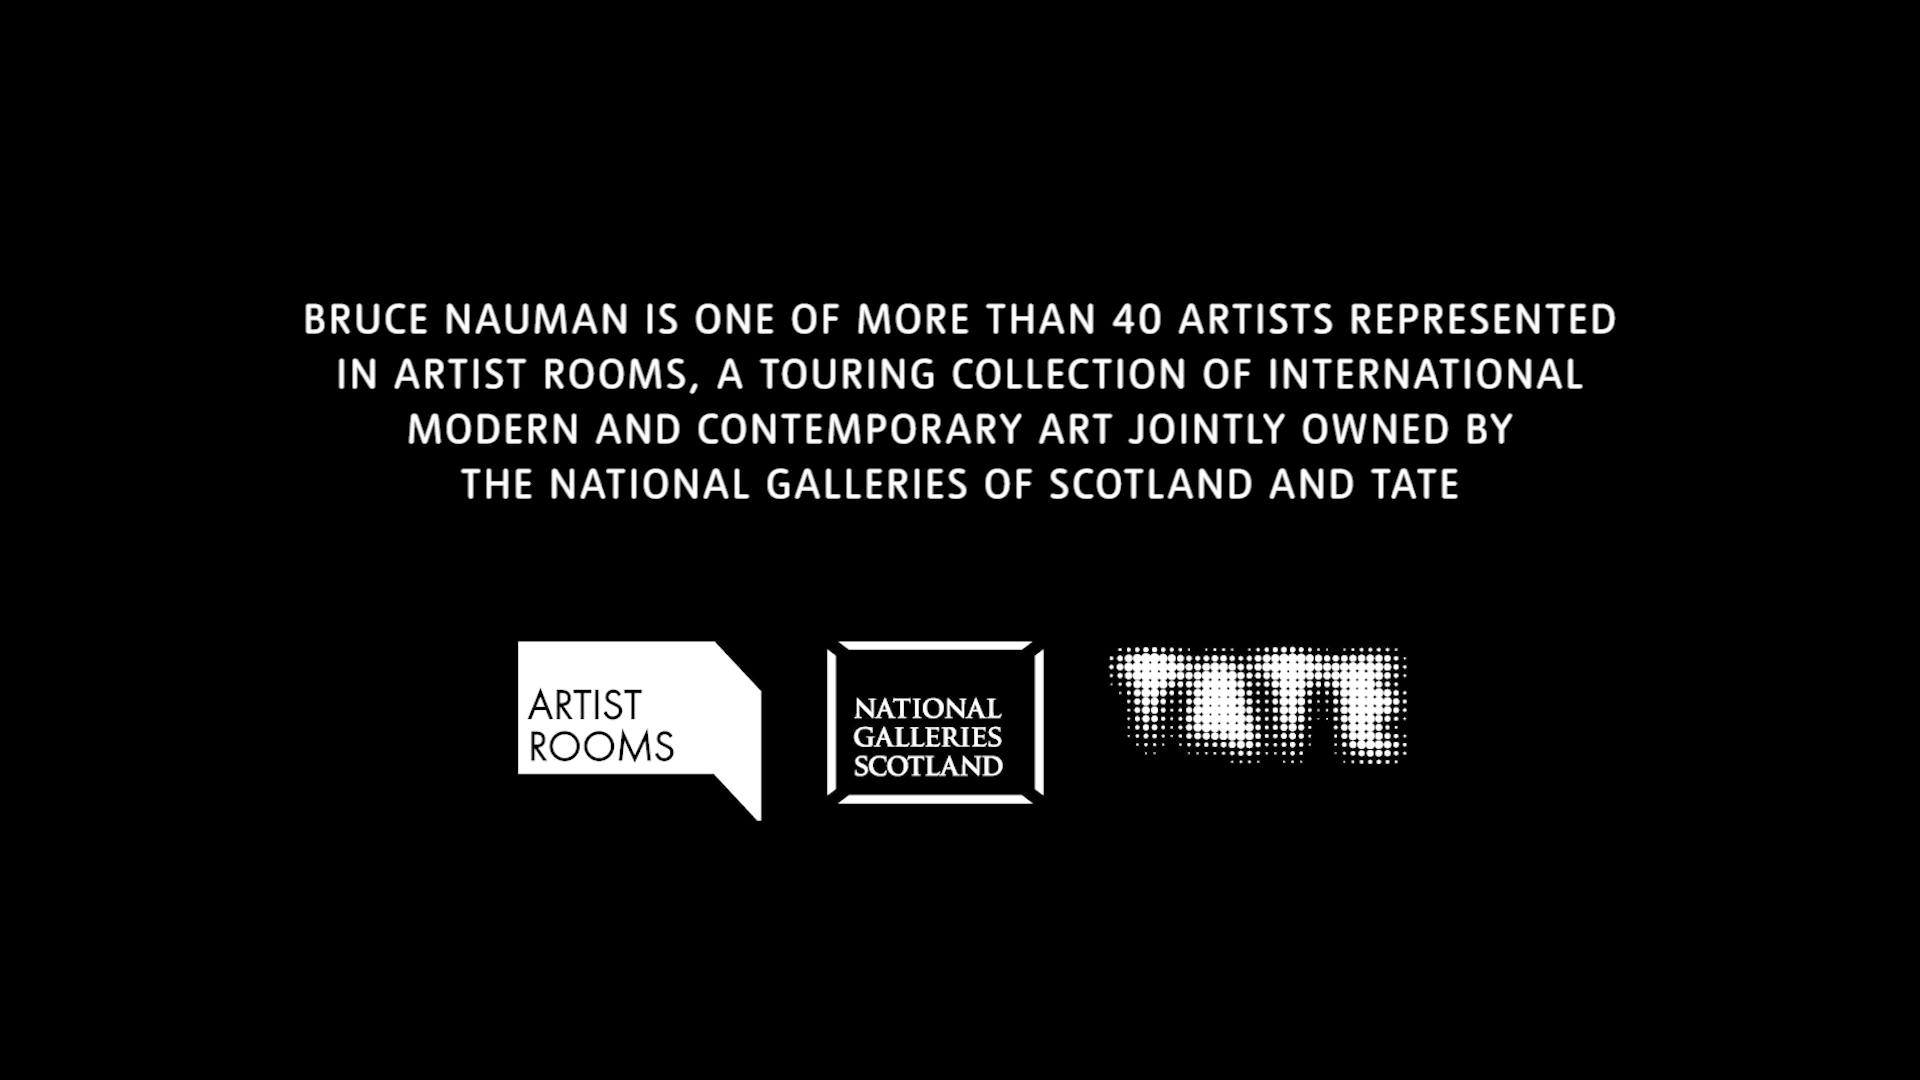 BRUCE NAUMAN IS ONE OF MORE THAN 40 ARTISTS REPRESENTED
IN ARTIST ROOMS, A TOURING COLLECTION OF INTERNATIONAL
MODERN AND CONTEMPORARY ART JOINTLY OWNED BY
THE NATIONAL GALLERIES OF SCOTLAND AND TATE
ARTIST
ROOMS
NATIONAL
GALLERIES
SCOTLAND
TATE